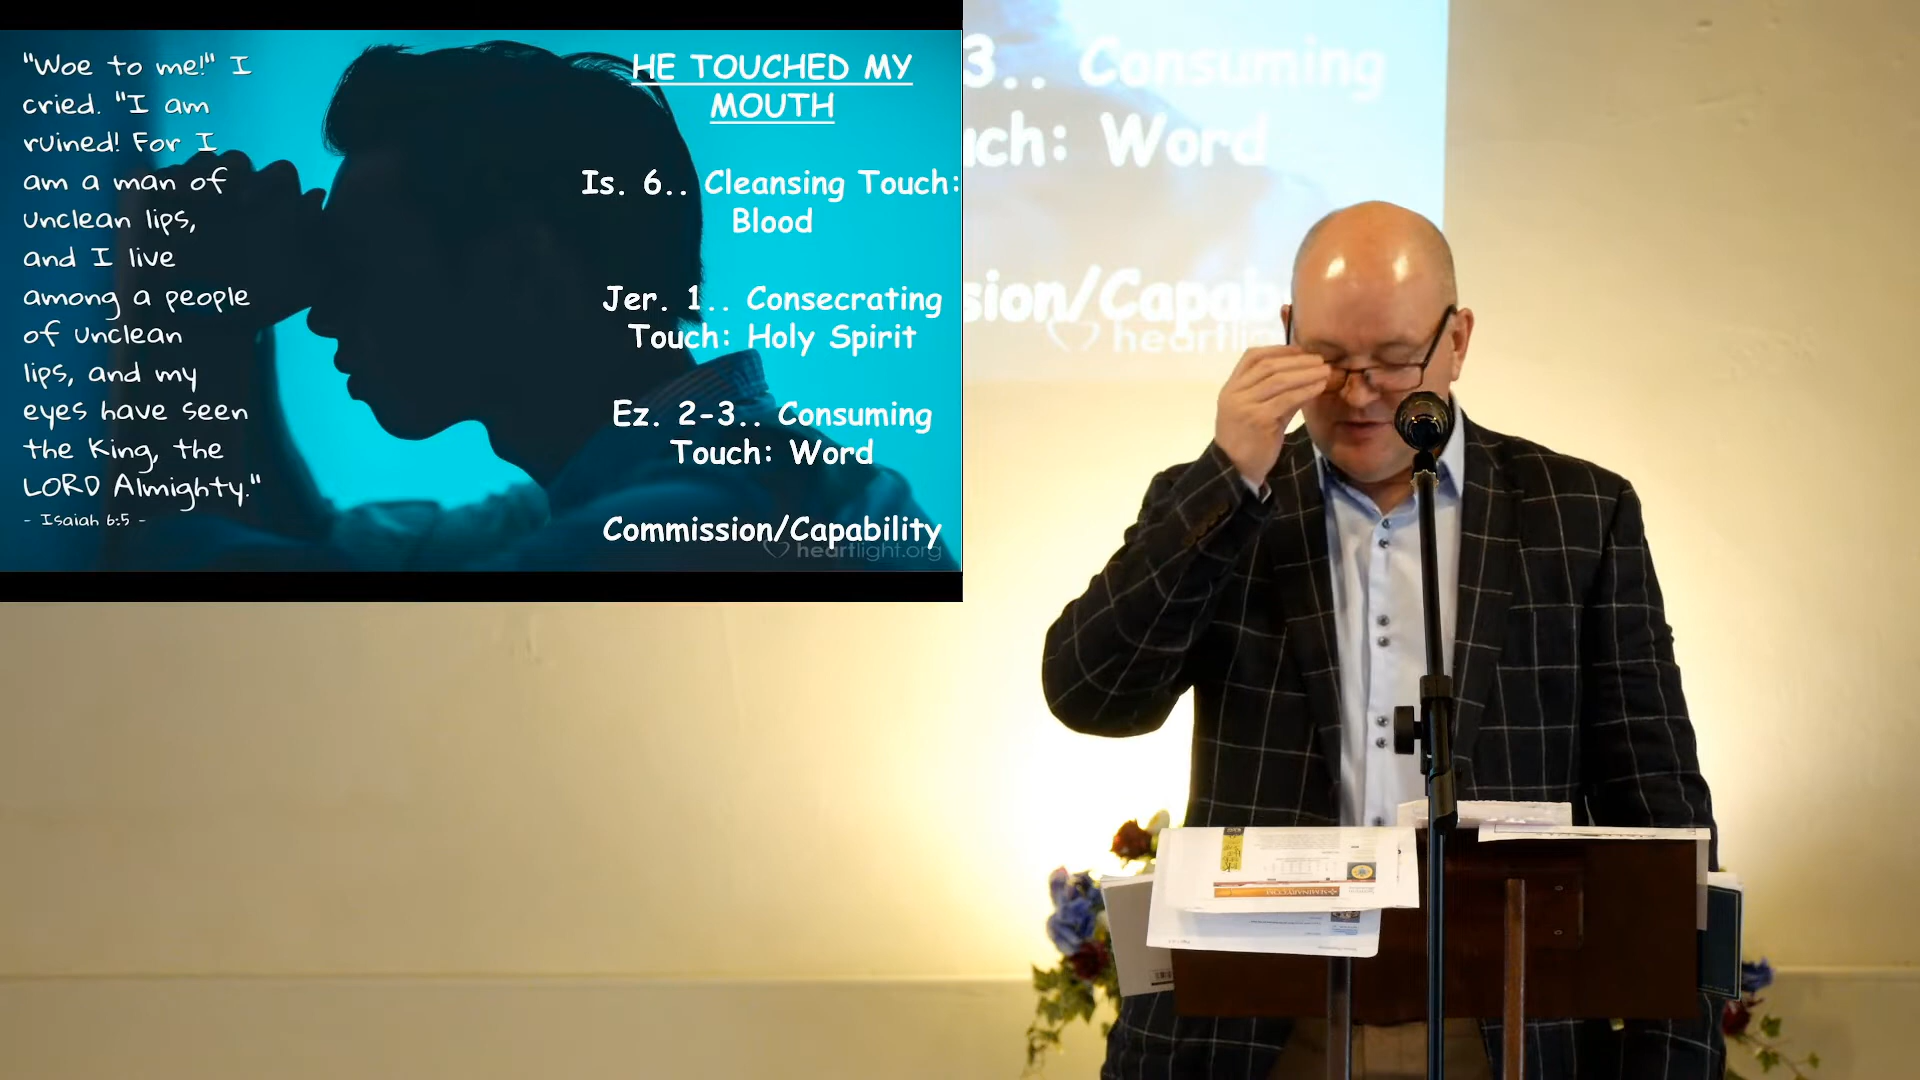 "Woe to me!" I
cried. "I am
ruined! For I
am a man of
unclean lips,
and I live
among a people
of unclean
lips, and my
eyes have seen
the King, the
LORD Almighty."
- Isaiah 6:5 -
HE TOUCHED MY
MOUTH
Is. 6.. Cleansing Touch:
Blood
Jer. 1.. Consecrating
Touch: Holy Spirit
Ez. 2-3.. Consuming
Touch: Word
Commission/Capability
heartlight.org
3.. Consuming
uch: Word
sion/Capab
heartlig